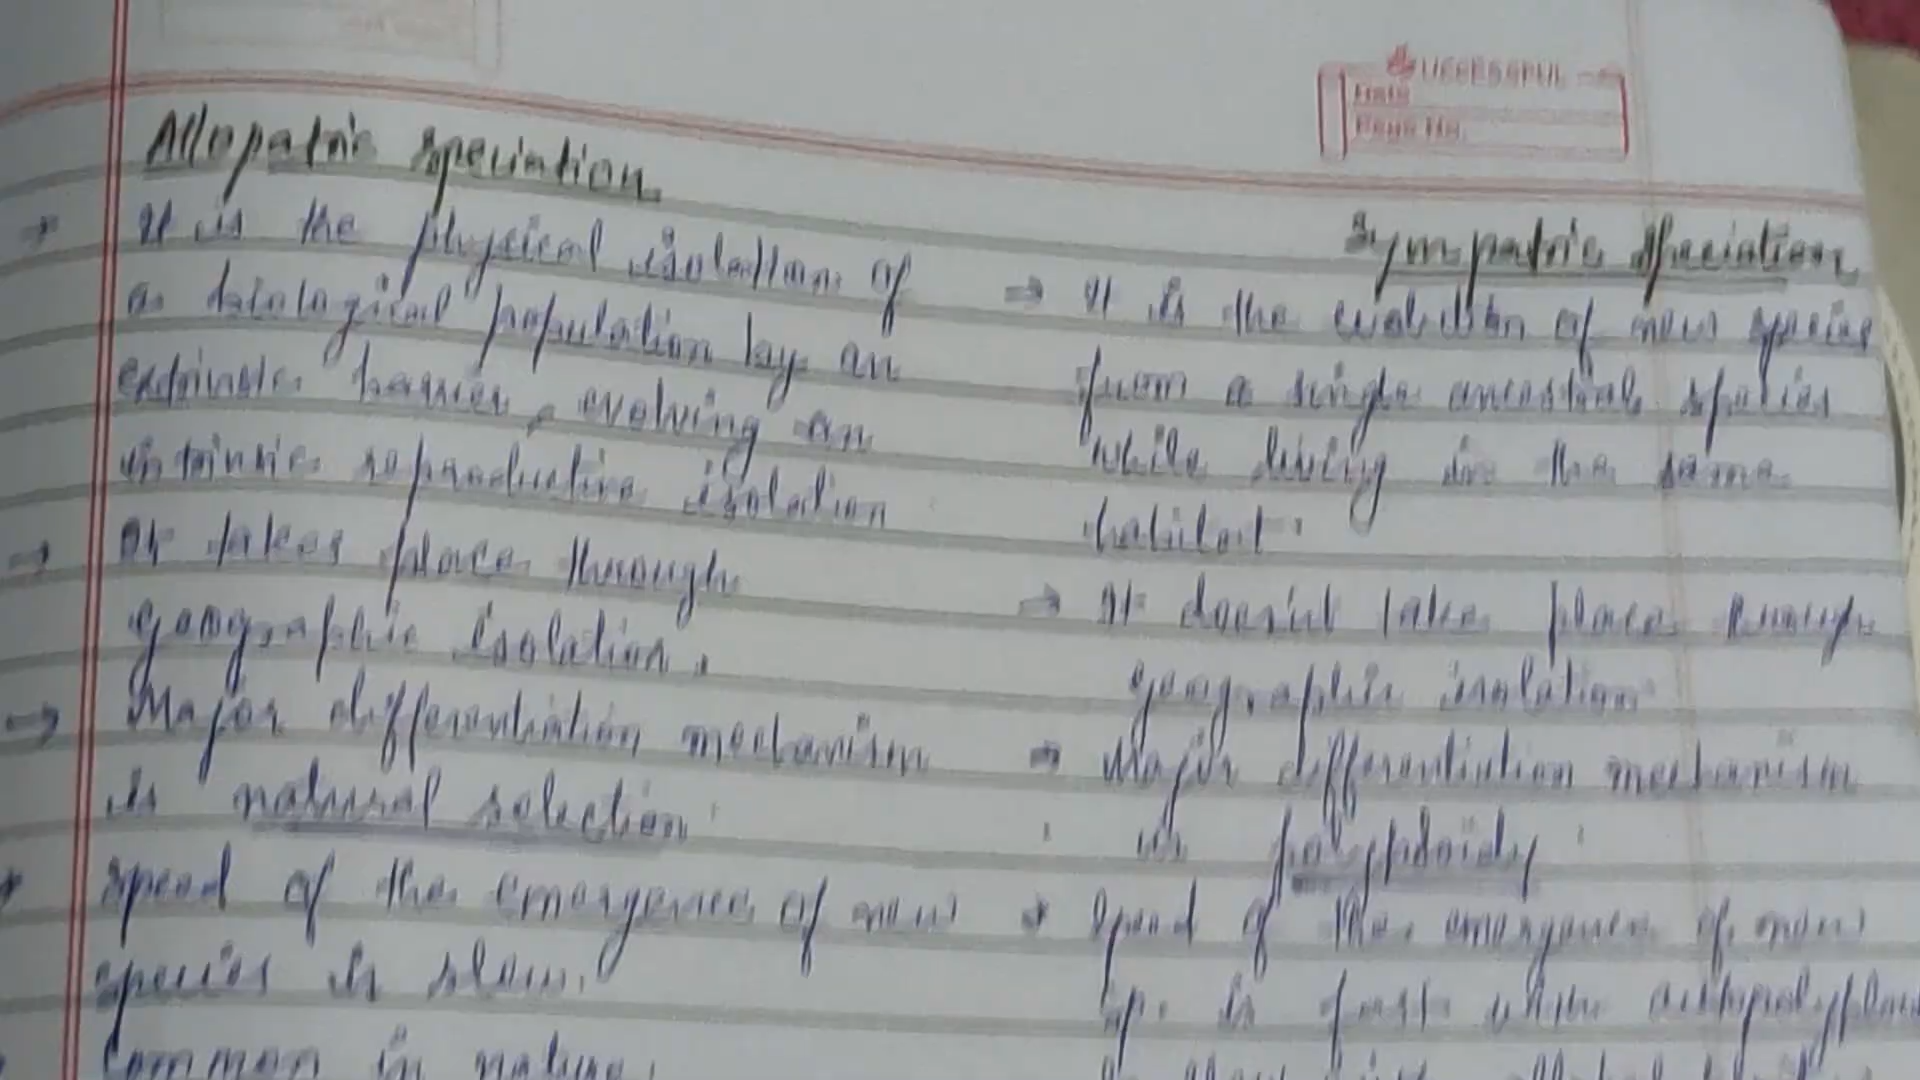 SUCCESSFUL
Date
Page No.
Allopatric speciation
→ It is the physical isolation of
a biological population by an
extrinsic barrier, evolving an
intrinsic reproductive isolation
→ It takes place through
geographic isolation.
→ Major differentiation mechanism
is natural selection
→ Speed of the emergence of new
species is slow.
Common in nature.
Sympatric Speciation
→ It is the evolution of new species
from a single ancestral species
while living in the same
habitat.
→ It doesn't take place through
geographic isolation
→ Major differentiation mechanism
is polyploidy
→ Speed of the emergence of new
sp. is fast when